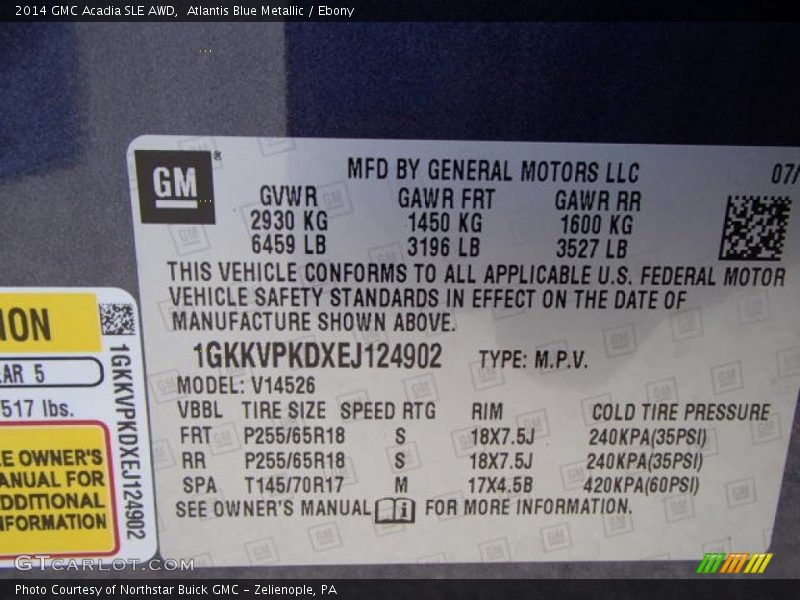 2014 GMC Acadia SLE AWD, Atlantis Blue Metallic / Ebony
GM
MFD BY GENERAL MOTORS LLC 07/
GVWR GAWR FRT GAWR RR
2930 KG 1450 KG 1600 KG
6459 LB 3196 LB 3527 LB
THIS VEHICLE CONFORMS TO ALL APPLICABLE U.S. FEDERAL MOTOR
VEHICLE SAFETY STANDARDS IN EFFECT ON THE DATE OF
MANUFACTURE SHOWN ABOVE.
1GKKVPKDXEJ124902 TYPE: M.P.V.
MODEL: V14526
VBBL TIRE SIZE SPEED RTG RIM COLD TIRE PRESSURE
FRT P255/65R18 S 18X7.5J 240KPA(35PSI)
RR P255/65R18 S 18X7.5J 240KPA(35PSI)
SPA T145/70R17 M 17X4.5B 420KPA(60PSI)
SEE OWNER'S MANUAL FOR MORE INFORMATION.
ION
AR 5
517 lbs.
E OWNER'S
ANUAL FOR
DDITIONAL
FORMATION
1GKKVPKDXEJ124902
GTCARLOT.COM
Photo Courtesy of Northstar Buick GMC - Zelienople, PA